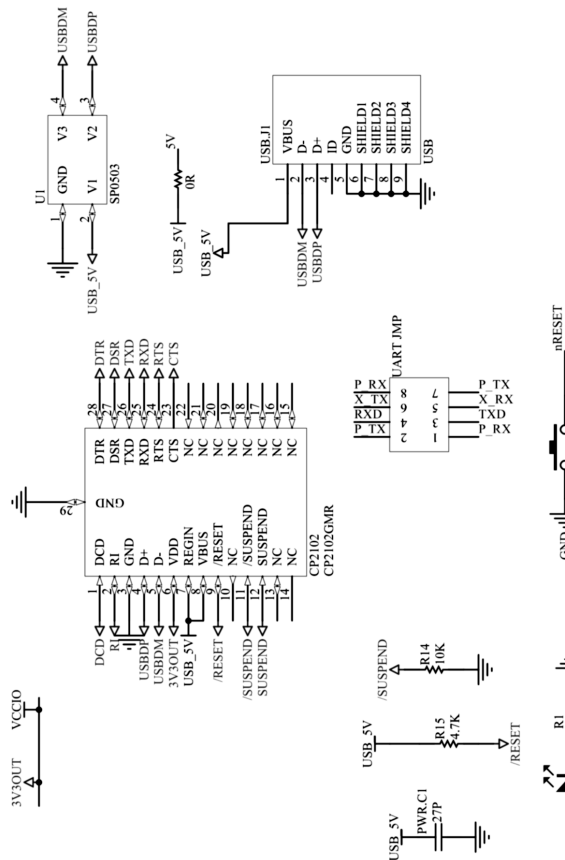 USBDM
USBDP
4
3
V3
V2
GND
V1
U1
SP0503
1
2
USB_5V
5V
0R
USB_5V
USB.J1
VBUS
D-
D+
ID
GND
SHIELD1
SHIELD2
SHIELD3
SHIELD4
USB
1
2
3
4
5
6
7
8
9
USB_5V
USBDM
USBDP
DTR
DSR
TXD
RXD
RTS
CTS
28
27
26
25
24
23
22
21
20
19
18
17
16
15
DTR
DSR
TXD
RXD
RTS
CTS
NC
NC
NC
NC
NC
NC
NC
NC
29
GND
DCD
RI
GND
D+
D-
VDD
REGIN
VBUS
/RESET
NC
/SUSPEND
SUSPEND
NC
NC
CP2102
CP2102GMR
1
2
3
4
5
6
7
8
9
10
11
12
13
14
DCD
RI
USBDP
USBDM
3V3OUT
USB_5V
/RESET
/SUSPEND
SUSPEND
UART JMP
P_RX
X_TX
RXD
P_TX
8
6
4
2
7
5
3
1
P_TX
X_RX
TXD
P_RX
nRESET
GND
VCCIO
3V3OUT
/SUSPEND
R14
10K
USB_5V
R15
4.7K
/RESET
USB_5V
PWR.C1
27P
R1